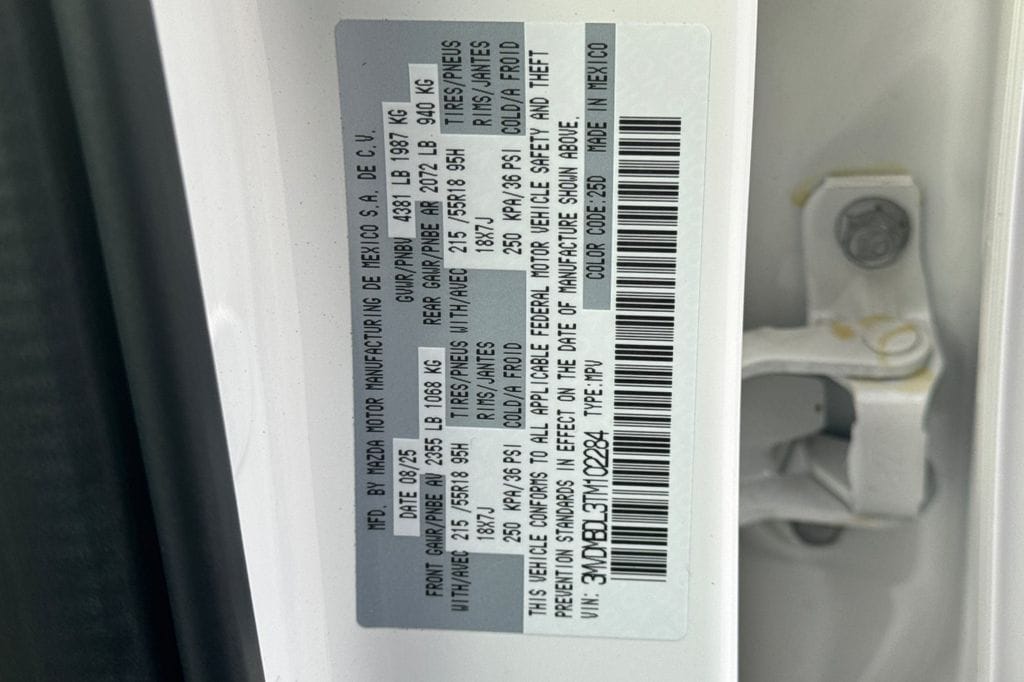 MFD. BY MAZDA MOTOR MANUFACTURING DE MEXICO S.A. DE C.V.
DATE 08/25 GVWR/PNBV 4381 LB 1987 KG
FRONT GAWR/PNBE AV 2355 LB 1068 KG REAR GAWR/PNBE AR 2072 LB 940 KG
WITH/AVEC 215 /55R18 95H TIRES/PNEUS WITH/AVEC 215 /55R18 95H TIRES/PNEUS
18X7J RIMS/JANTES 18X7J RIMS/JANTES
250 KPA/36 PSI COLD/A FROID 250 KPA/36 PSI COLD/A FROID
THIS VEHICLE CONFORMS TO ALL APPLICABLE FEDERAL MOTOR VEHICLE SAFETY AND THEFT
PREVENTION STANDARDS IN EFFECT ON THE DATE OF MANUFACTURE SHOWN ABOVE.
VIN: 3MVDMBDL3TM102284 TYPE:MPV COLOR CODE:25D MADE IN MEXICO